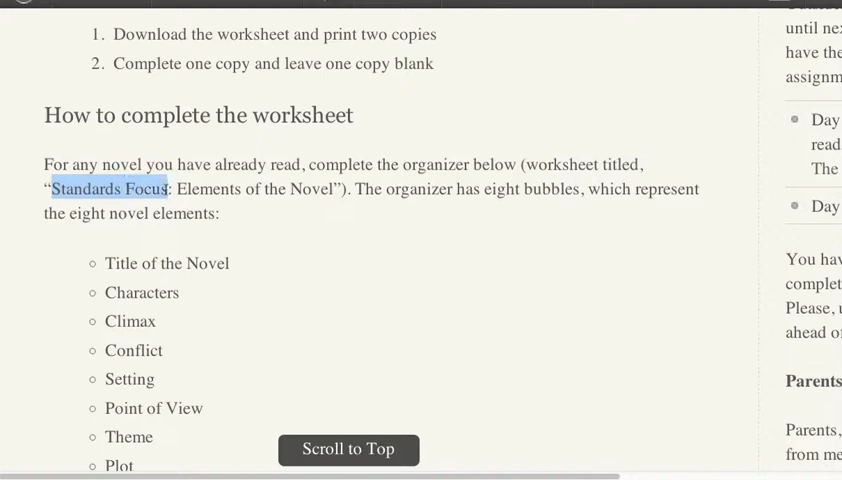 1. Download the worksheet and print two copies
2. Complete one copy and leave one copy blank
How to complete the worksheet
For any novel you have already read, complete the organizer below (worksheet titled,
“Standards Focus: Elements of the Novel”). The organizer has eight bubbles, which represent
the eight novel elements:
Title of the Novel
Characters
Climax
Conflict
Setting
Point of View
Theme
Plot
Scroll to Top
until ne
have the
assignm
Day
read
The
Day
You hav
complet
Please, u
ahead of
Parents
Parents,
from me